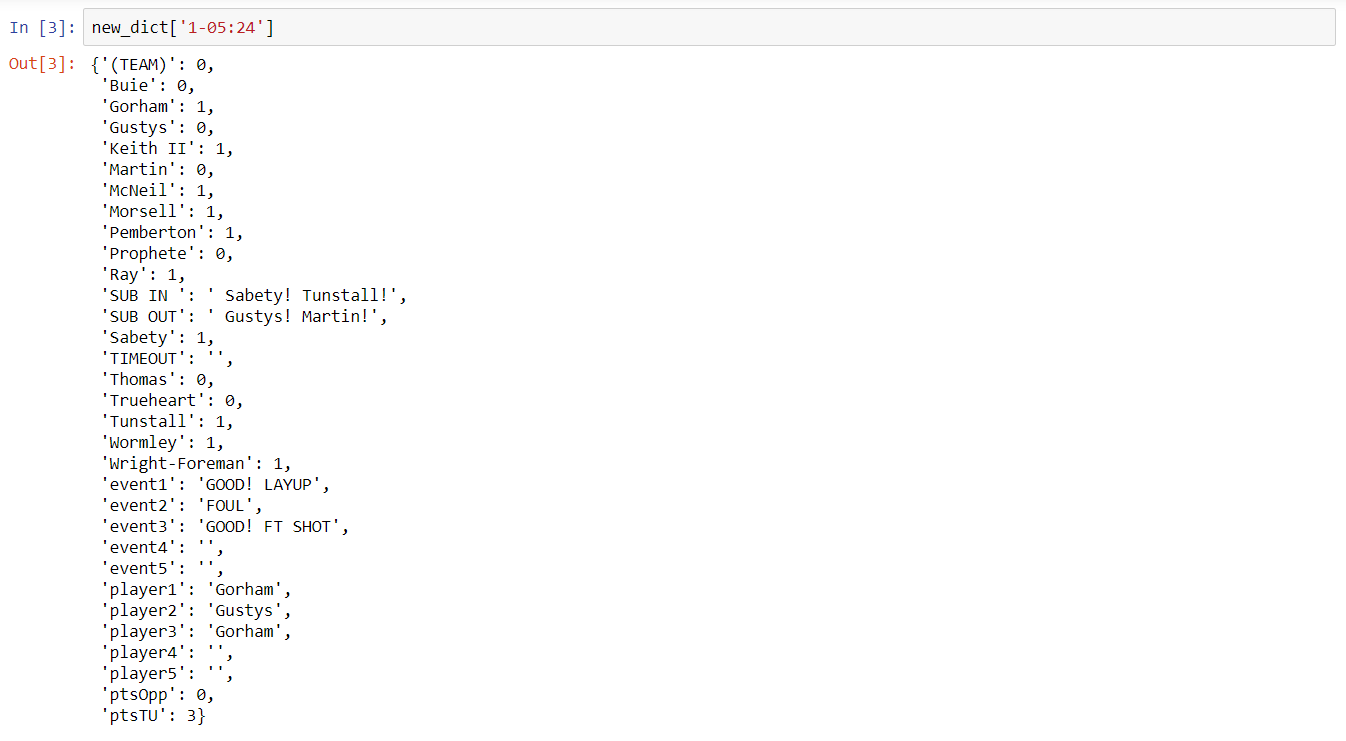 In [3]: new_dict['1-05:24']
Out[3]: {'(TEAM)': 0,
'Buie': 0,
'Gorham': 1,
'Gustys': 0,
'Keith II': 1,
'Martin': 0,
'McNeil': 1,
'Morsell': 1,
'Pemberton': 1,
'Prophete': 0,
'Ray': 1,
'SUB IN ': ' Sabety! Tunstall!',
'SUB OUT': ' Gustys! Martin!',
'Sabety': 1,
'TIMEOUT': '',
'Thomas': 0,
'Trueheart': 0,
'Tunstall': 1,
'Wormley': 1,
'Wright-Foreman': 1,
'event1': 'GOOD! LAYUP',
'event2': 'FOUL',
'event3': 'GOOD! FT SHOT',
'event4': '',
'event5': '',
'player1': 'Gorham',
'player2': 'Gustys',
'player3': 'Gorham',
'player4': '',
'player5': '',
'ptsOpp': 0,
'ptsTU': 3}